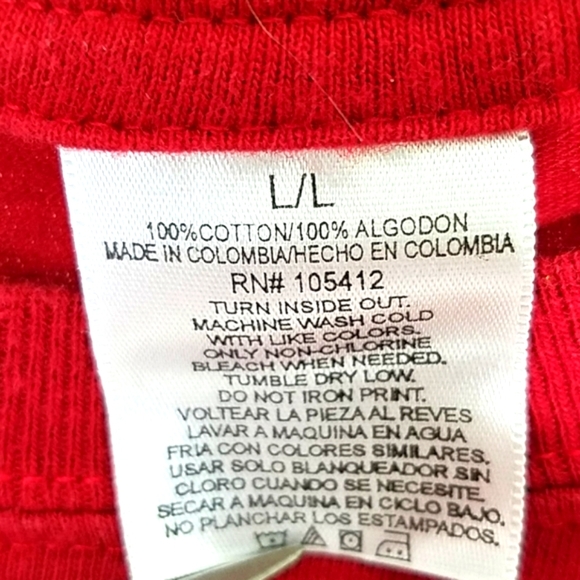 L/L
100%COTTON/100% ALGODON
MADE IN COLOMBIA/HECHO EN COLOMBIA
RN# 105412
TURN INSIDE OUT.
MACHINE WASH COLD
WITH LIKE COLORS.
ONLY NON-CHLORINE
BLEACH WHEN NEEDED.
TUMBLE DRY LOW.
DO NOT IRON PRINT.
VOLTEAR LA PIEZA AL REVES
LAVAR A MAQUINA EN AGUA
FRIA CON COLORES SIMILARES.
USAR SOLO BLANQUEADOR SIN
CLORO CUANDO SE NECESITE.
SECAR A MAQUINA EN CICLO BAJO.
NO PLANCHAR LOS ESTAMPADOS.